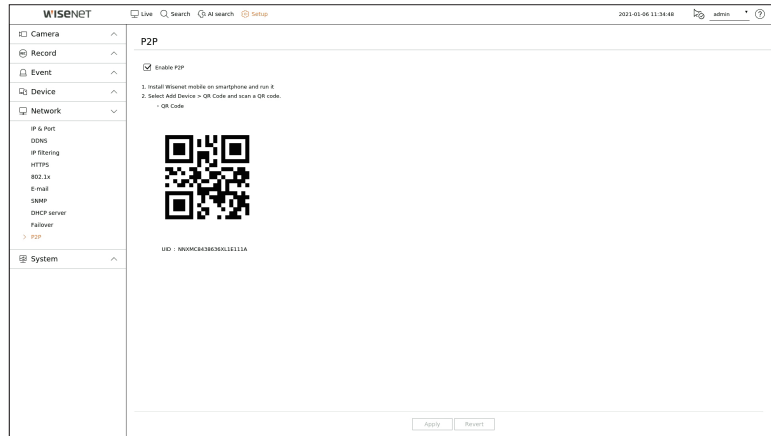 WISENET
Live Search AI search Setup
2021-01-06 11:34:48 admin ?
Camera
Record
Event
Device
Network
IP & Port
DDNS
IP filtering
HTTPS
802.1x
E-mail
SNMP
DHCP server
Failover
> P2P
System
P2P
Enable P2P
1. Install Wisenet mobile on smartphone and run it
2. Select Add Device > QR Code and scan a QR code.
- QR Code
UID : NNXMC8438636XL1E111A
Apply Revert